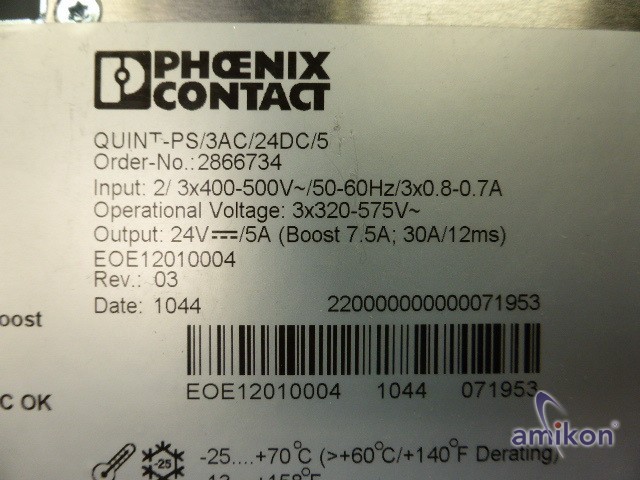 PHŒNIX
CONTACT
QUINT-PS/3AC/24DC/5
Order-No.:2866734
Input: 2/ 3x400-500V~/50-60Hz/3x0.8-0.7A
Operational Voltage: 3x320-575V~
Output: 24V⎓/5A (Boost 7.5A; 30A/12ms)
EOE12010004
Rev.: 03
Date: 1044
220000000000071953
oost
EOE12010004 1044 071953
C OK
amikon
-25
-25....+70°C (>+60°C/+140°F Derating)